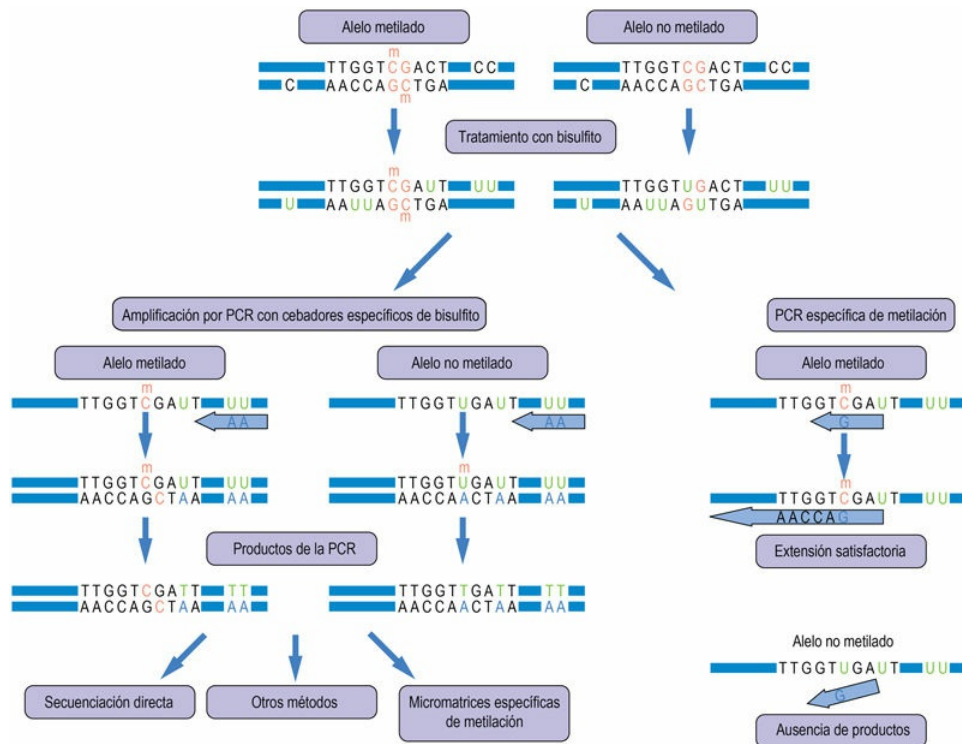 Alelo metilado
Alelo no metilado
m
TTGGTCGACT CC
TTGGTCGACT CC
C AACCAGCTGA
C AACCAGCTGA
m
Tratamiento con bisulfito
m
TTGGTCGAUT UU
TTGGTUGACT UU
U AAUUAGCTGA
U AAUUAGUTGA
m
Amplificación por PCR con cebadores específicos de bisulfito
PCR específica de metilación
Alelo metilado
Alelo no metilado
Alelo metilado
m
m
TTGGTCGAUT UU
TTGGTUGAUT UU
TTGGTCGAUT UU
AA
AA
G
m
m
m
TTGGTCGAUT UU
TTGGTUGAUT UU
TTGGTCGAUT UU
AACCAGCTAA AA
AACCAACTAA AA
AACCAG
Productos de la PCR
Extensión satisfactoria
TTGGTCGATT TT
TTGGTTGATT TT
AACCAGCTAA AA
AACCAACTAA AA
Alelo no metilado
TTGGTUGAUT UU
G
Secuenciación directa
Otros métodos
Micromatrices específicas
de metilación
Ausencia de productos